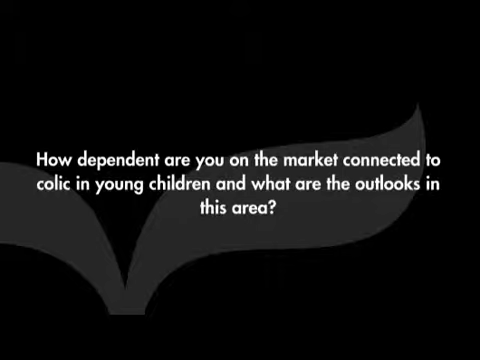 How dependent are you on the market connected to
colic in young children and what are the outlooks in
this area?